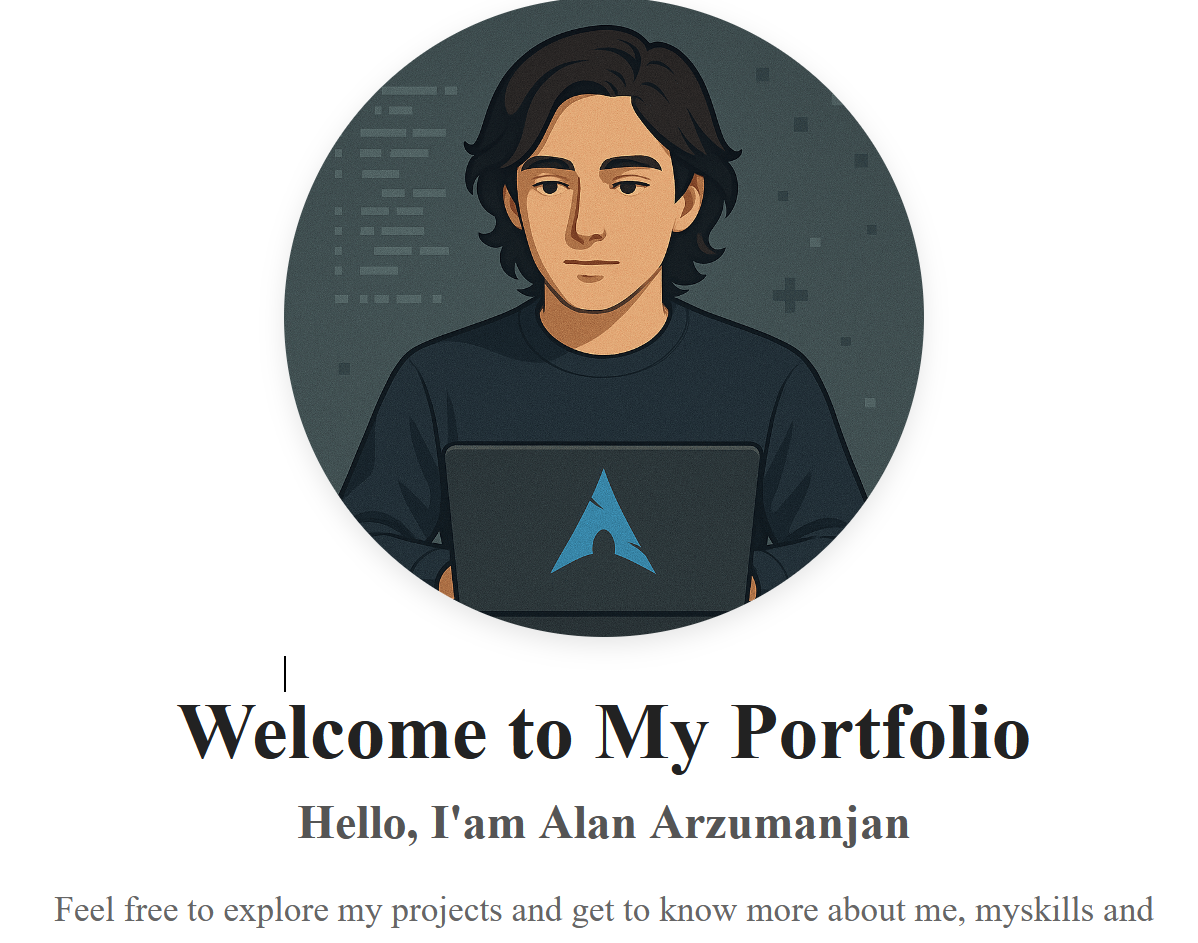 Welcome to My Portfolio
Hello, I'am Alan Arzumanjan
Feel free to explore my projects and get to know more about me, myskills and